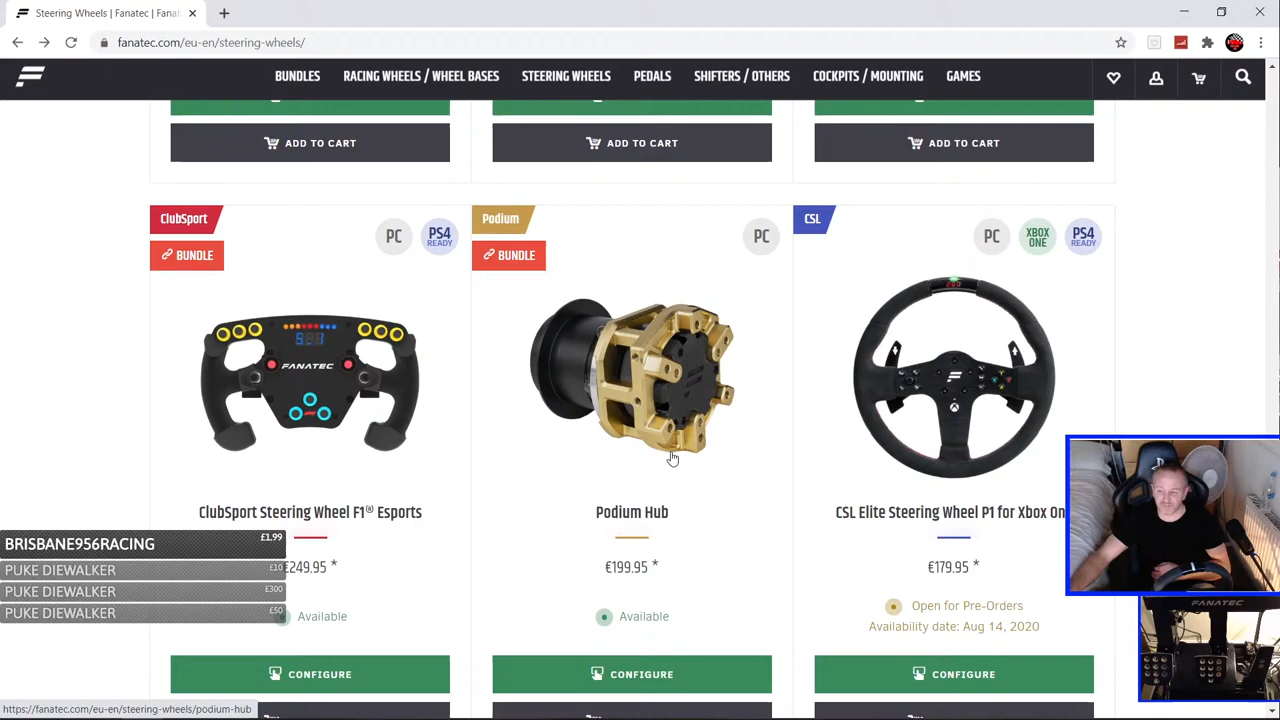 Steering Wheels | Fanatec | Fanat
fanatec.com/eu-en/steering-wheels/
BUNDLES RACING WHEELS / WHEEL BASES STEERING WHEELS PEDALS SHIFTERS / OTHERS COCKPITS / MOUNTING GAMES
ADD TO CART ADD TO CART ADD TO CART
ClubSport
BUNDLE
PC
PS4
READY
FANATEC
ClubSport Steering Wheel F1® Esports
€249.95 *
Available
CONFIGURE
Podium
BUNDLE
PC
Podium Hub
€199.95 *
Available
CONFIGURE
CSL
PC
XBOX
ONE
PS4
READY
CSL Elite Steering Wheel P1 for Xbox On
€179.95 *
Open for Pre-Orders
Availability date: Aug 14, 2020
CONFIGURE
BRISBANE956RACING £1.99
PUKE DIEWALKER £10
PUKE DIEWALKER £300
PUKE DIEWALKER £50
FANATEC
https://fanatec.com/eu-en/steering-wheels/podium-hub